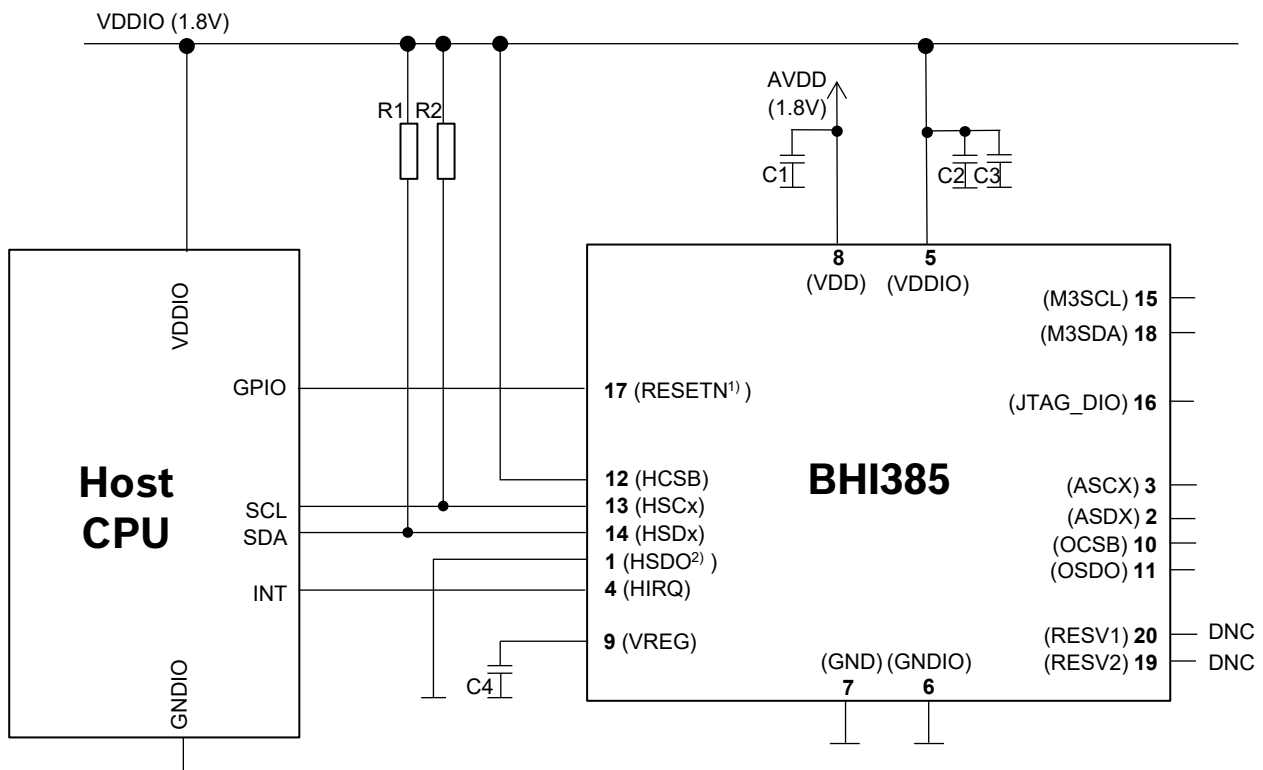 VDDIO (1.8V)
AVDD
(1.8V)
R1 R2
C1
C2 C3
VDDIO
8
(VDD)
5
(VDDIO)
(M3SCL) 15
(M3SDA) 18
GPIO
17 (RESETN1) )
(JTAG_DIO) 16
Host
CPU
BHI385
12 (HCSB)
SCL
13 (HSCx)
SDA
14 (HSDx)
1 (HSDO2) )
INT
4 (HIRQ)
9 (VREG)
C4
(ASCX) 3
(ASDX) 2
(OCSB) 10
(OSDO) 11
(RESV1) 20 DNC
(RESV2) 19 DNC
(GND) (GNDIO)
7 6
GNDIO